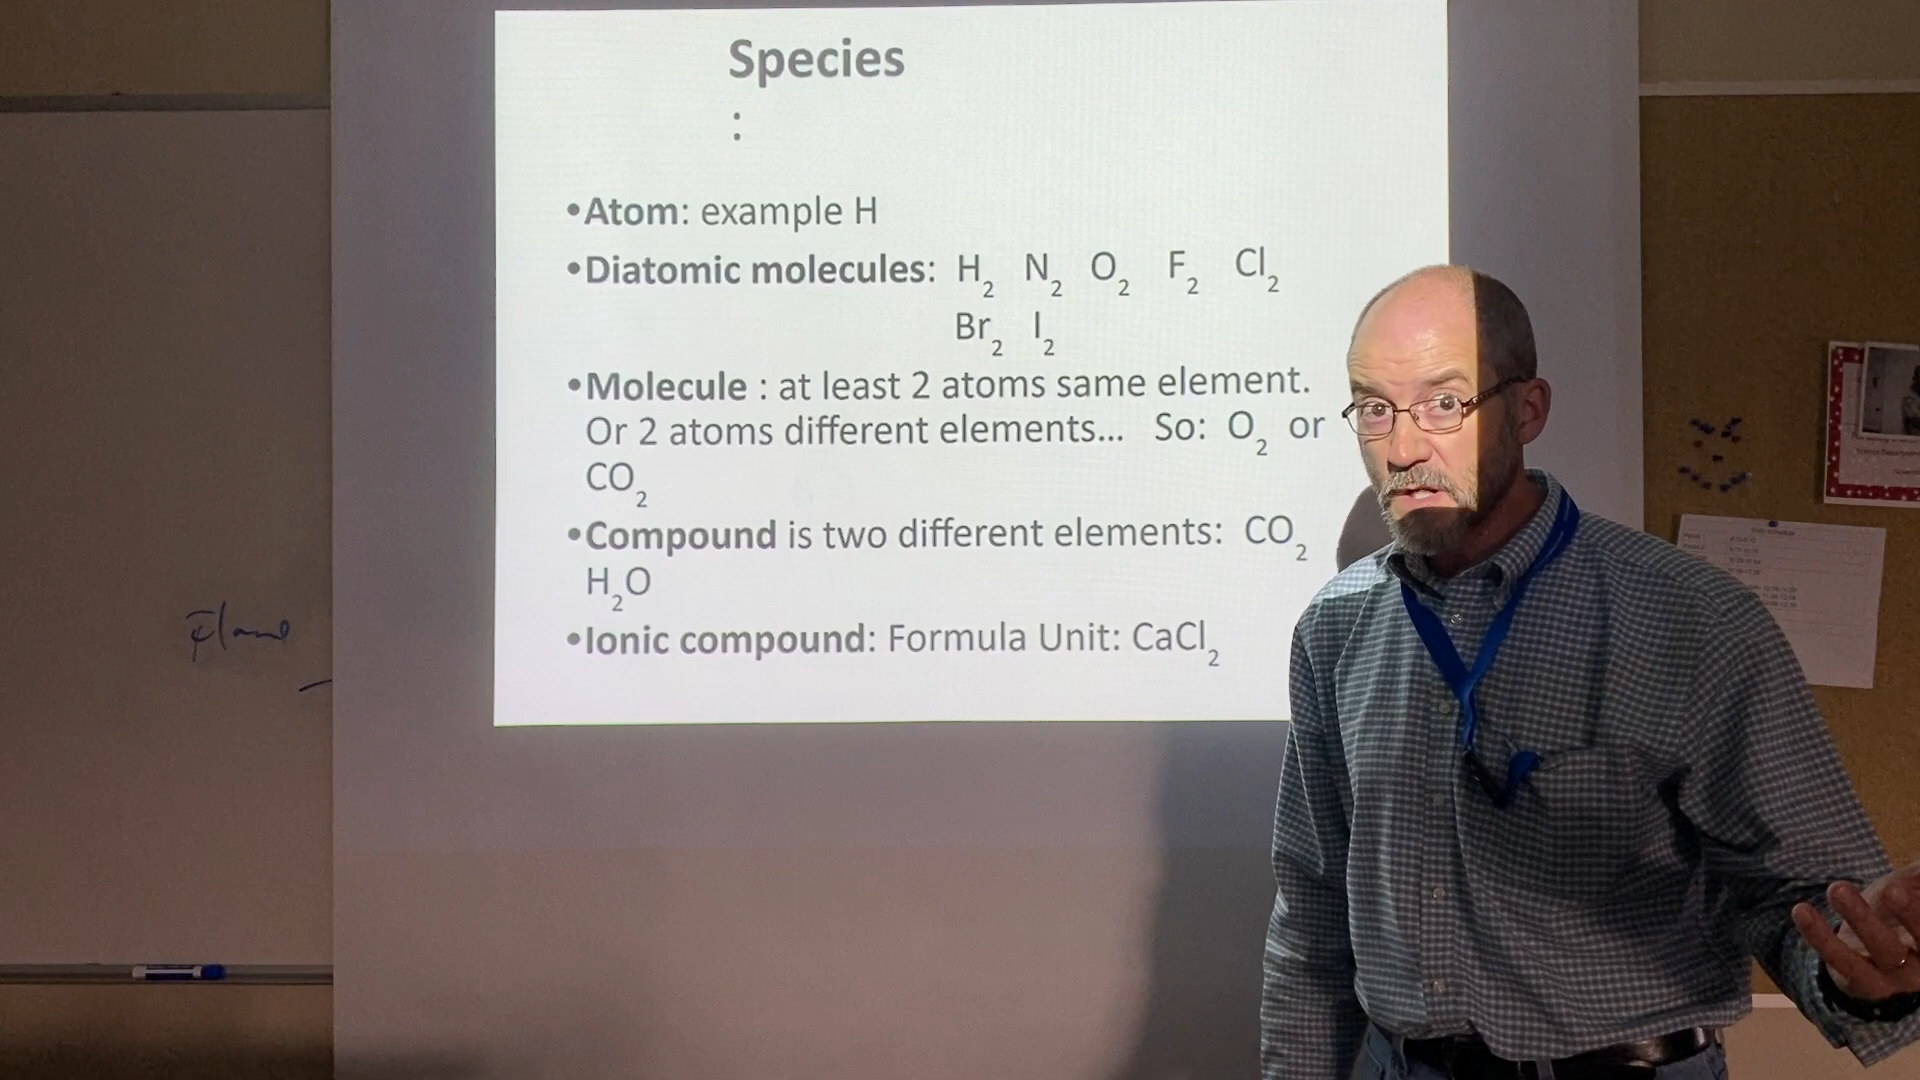 Species
:
•Atom: example H
•Diatomic molecules: H₂ N₂ O₂ F₂ Cl₂
Br₂ I₂
•Molecule : at least 2 atoms same element.
Or 2 atoms different elements... So: O₂ or
CO₂
•Compound is two different elements: CO₂
H₂O
•Ionic compound: Formula Unit: CaCl₂